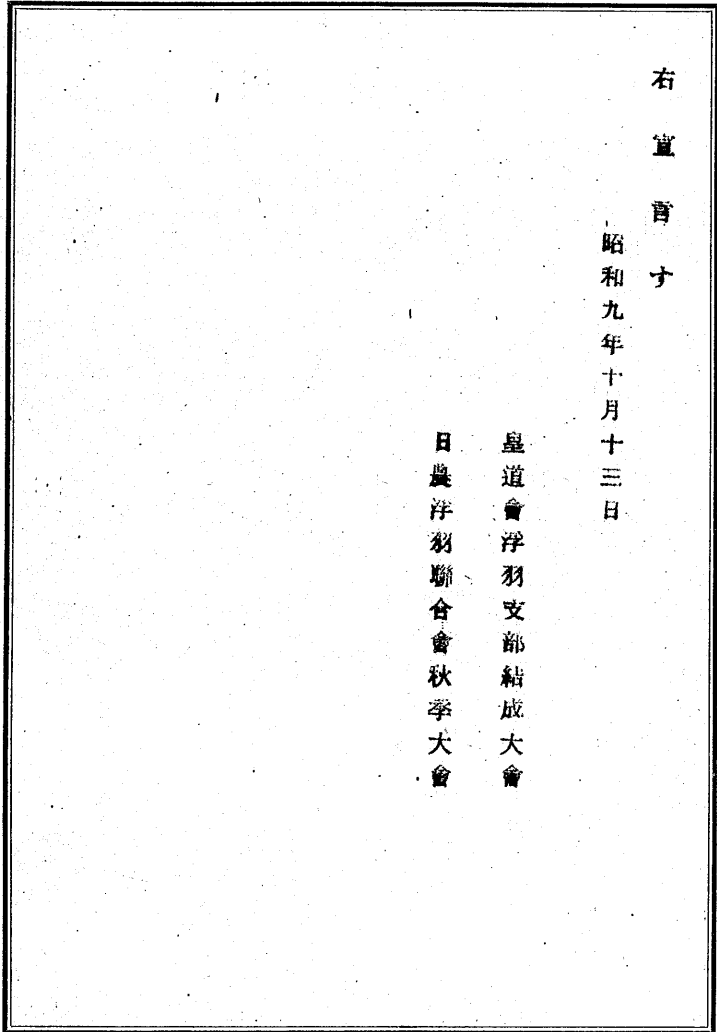 右宣言す
昭和九年十月十三日
皇道會浮羽支部結成大會
日農浮羽聯合會秋季大會